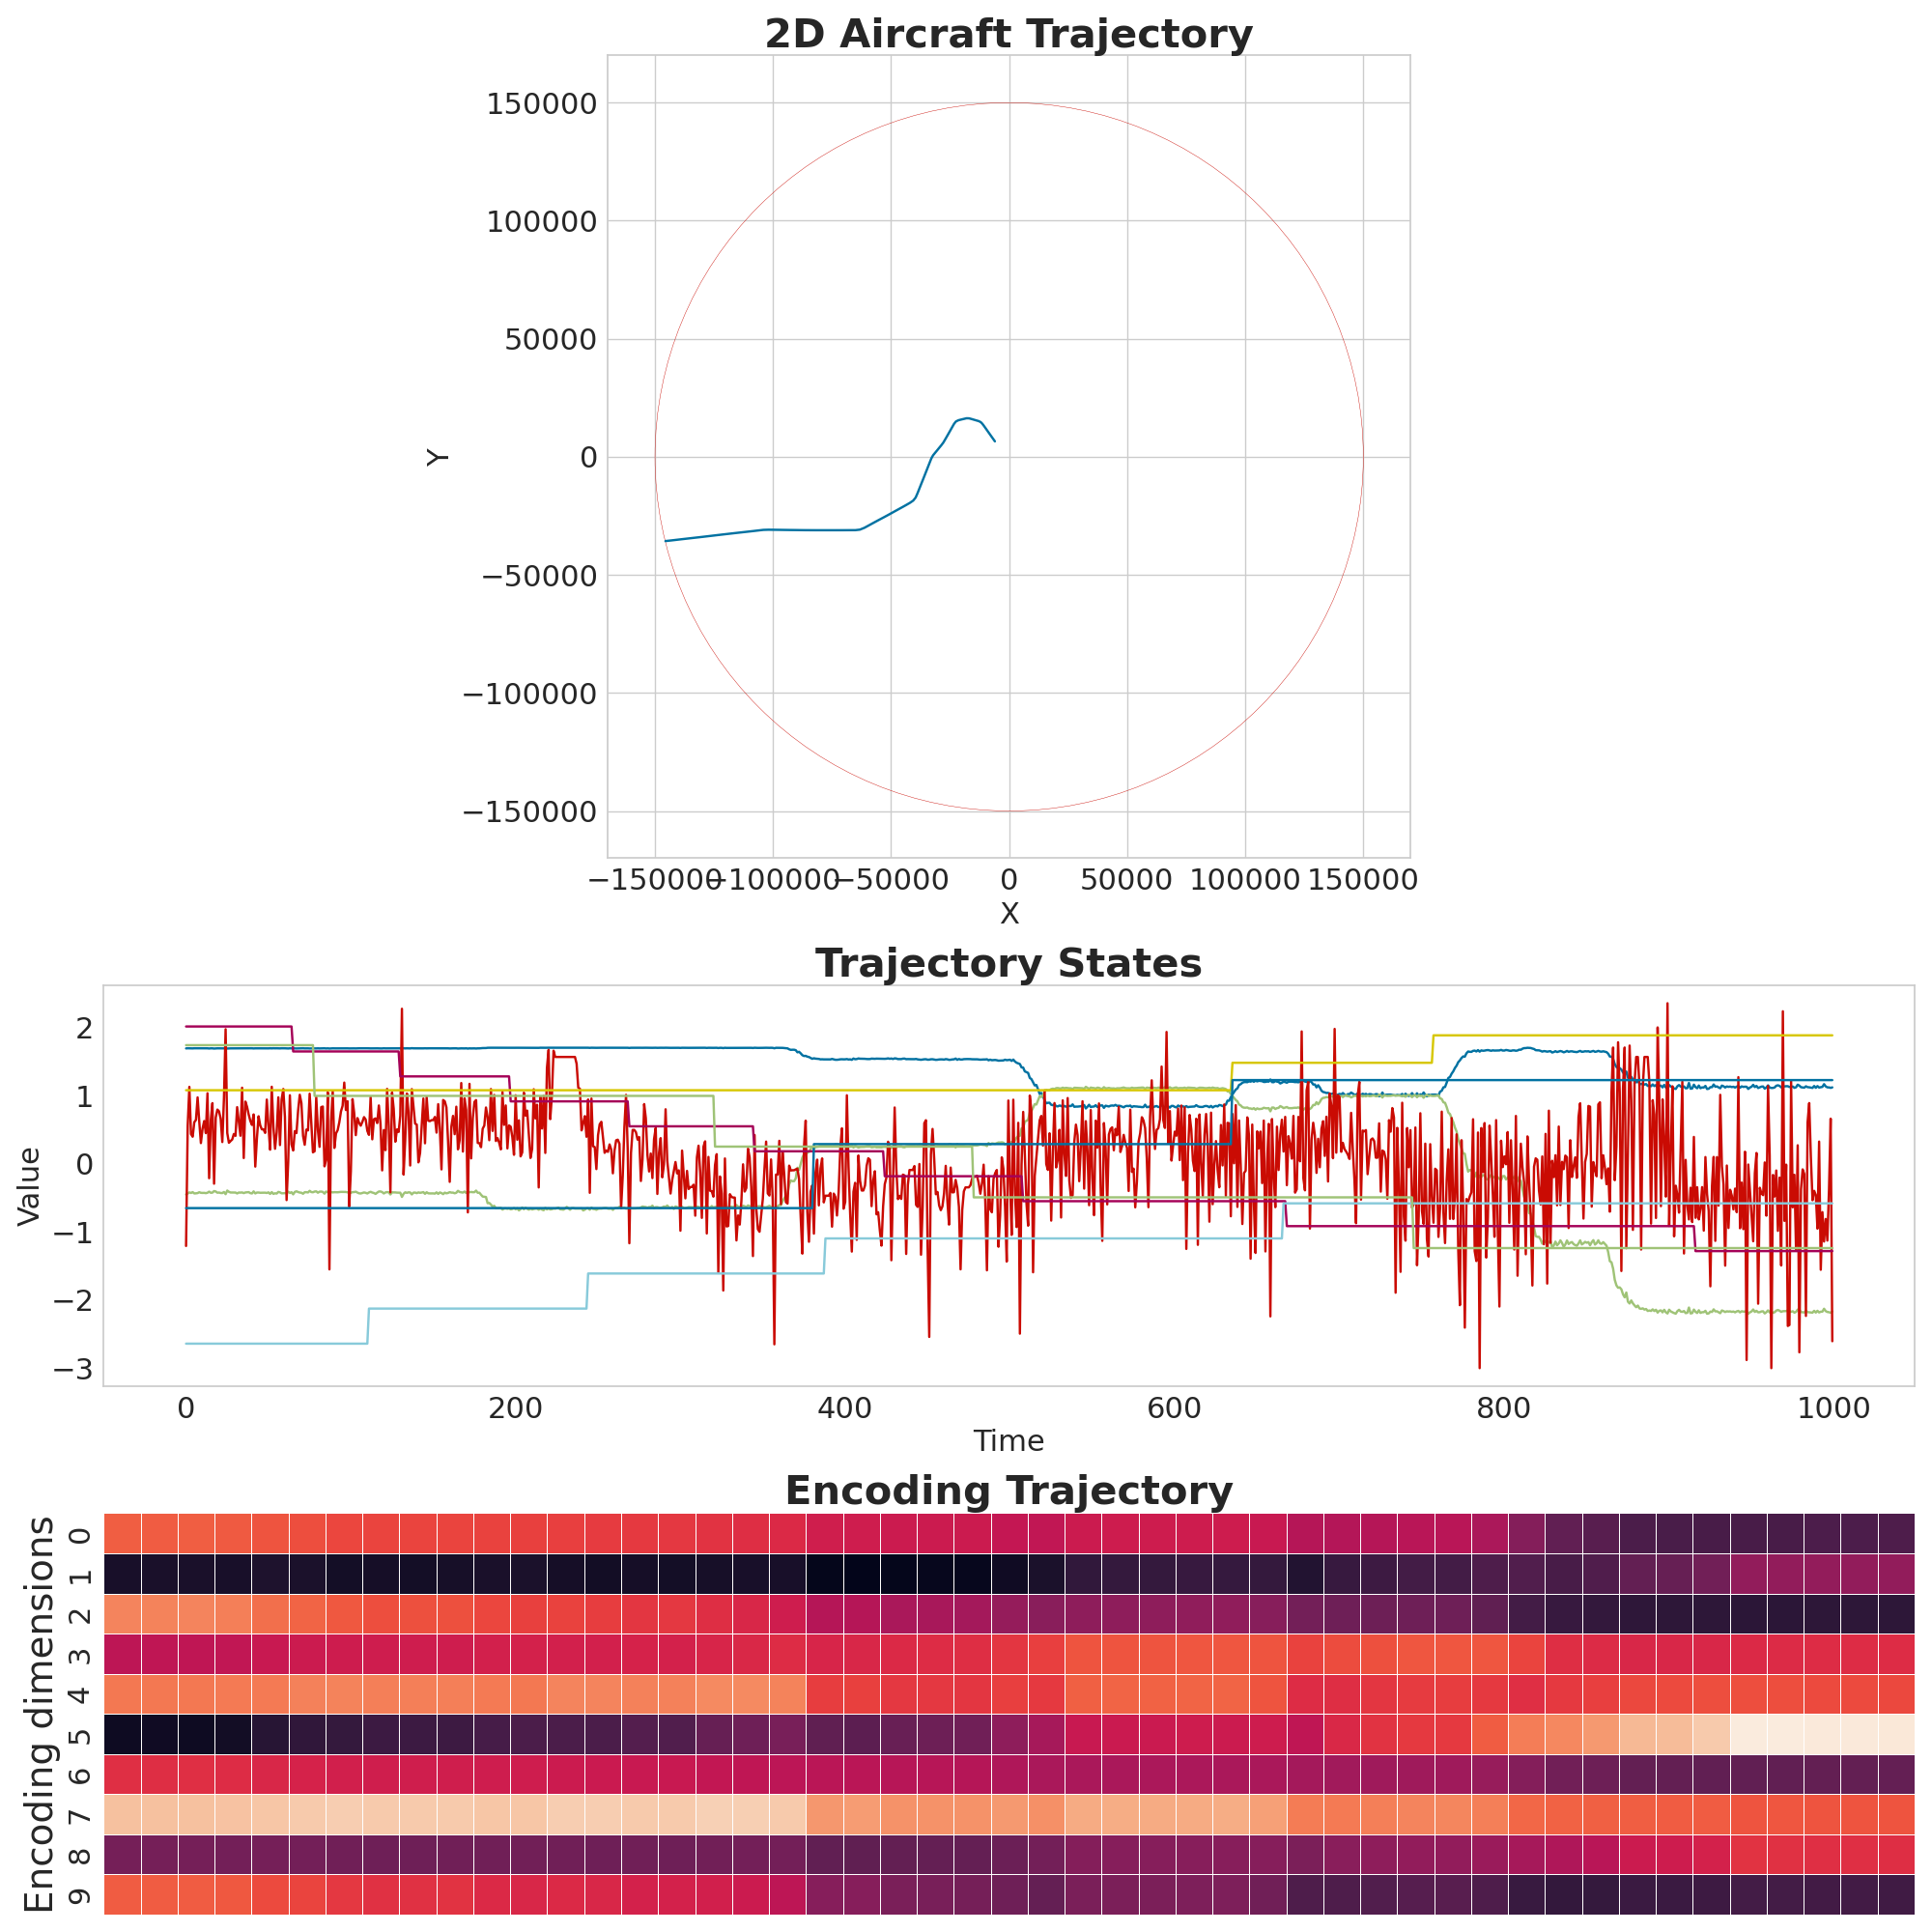 2D Aircraft Trajectory
150000
100000
50000
0
−50000
−100000
−150000
Y
−150000 −100000 −50000 0 50000 100000 150000
X
Trajectory States
2
1
0
−1
−2
−3
Value
0 200 400 600 800 1000
Time
Encoding Trajectory
0
1
2
3
4
5
6
7
8
9
Encoding dimensions